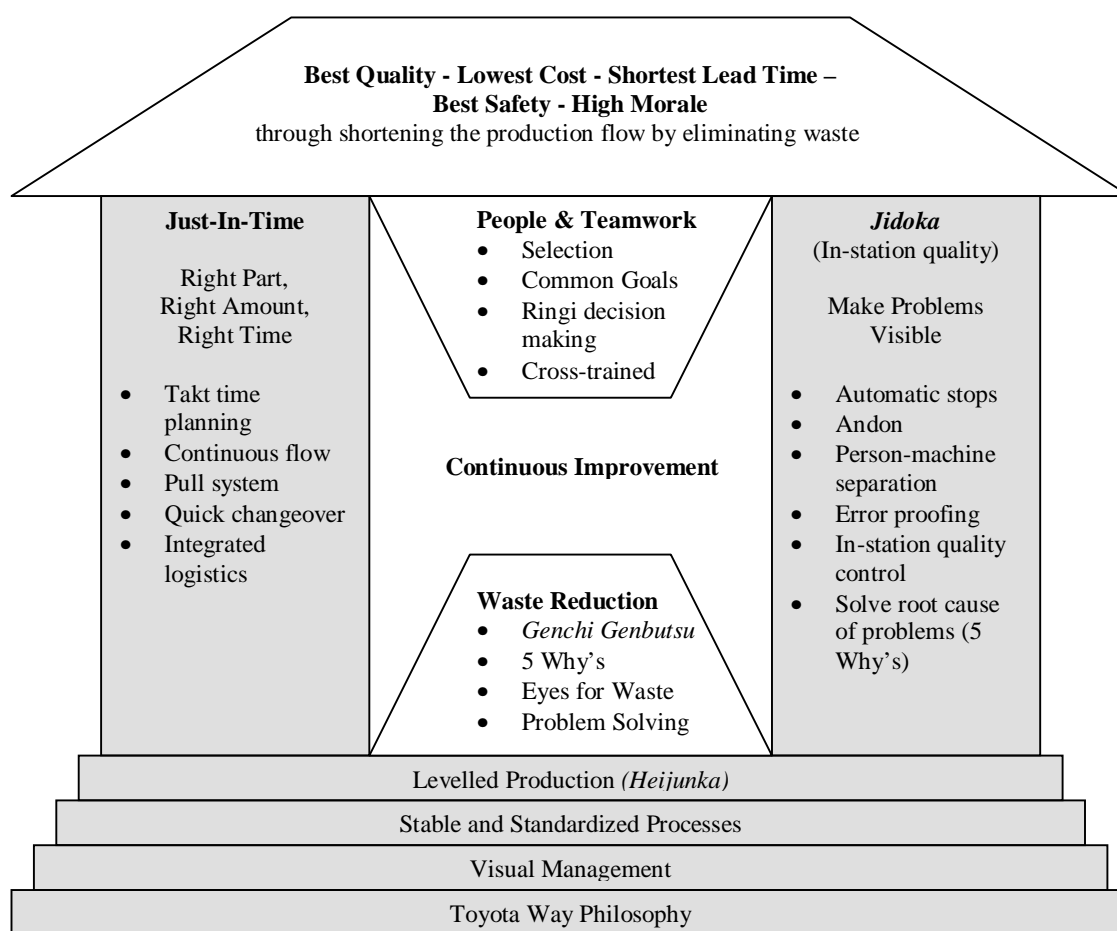 Best Quality - Lowest Cost - Shortest Lead Time –
Best Safety - High Morale
through shortening the production flow by eliminating waste
Just-In-Time
Right Part,
Right Amount,
Right Time
• Takt time
planning
• Continuous flow
• Pull system
• Quick changeover
• Integrated
logistics
People & Teamwork
• Selection
• Common Goals
• Ringi decision
making
• Cross-trained
Continuous Improvement
Waste Reduction
• Genchi Genbutsu
• 5 Why's
• Eyes for Waste
• Problem Solving
Jidoka
(In-station quality)
Make Problems
Visible
• Automatic stops
• Andon
• Person-machine
separation
• Error proofing
• In-station quality
control
• Solve root cause
of problems (5
Why's)
Levelled Production (Heijunka)
Stable and Standardized Processes
Visual Management
Toyota Way Philosophy